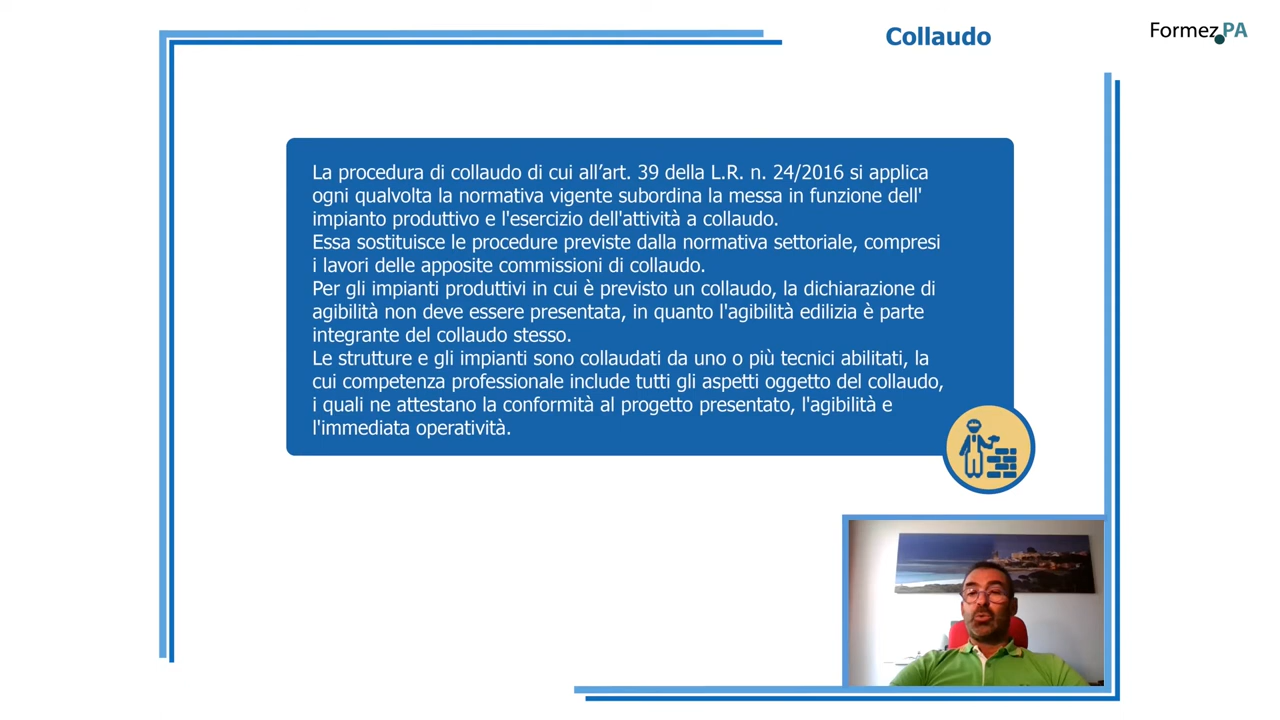 Collaudo
Formez.PA
La procedura di collaudo di cui all’art. 39 della L.R. n. 24/2016 si applica
ogni qualvolta la normativa vigente subordina la messa in funzione dell'
impianto produttivo e l'esercizio dell'attività a collaudo.
Essa sostituisce le procedure previste dalla normativa settoriale, compresi
i lavori delle apposite commissioni di collaudo.
Per gli impianti produttivi in cui è previsto un collaudo, la dichiarazione di
agibilità non deve essere presentata, in quanto l'agibilità edilizia è parte
integrante del collaudo stesso.
Le strutture e gli impianti sono collaudati da uno o più tecnici abilitati, la
cui competenza professionale include tutti gli aspetti oggetto del collaudo,
i quali ne attestano la conformità al progetto presentato, l'agibilità e
l'immediata operatività.